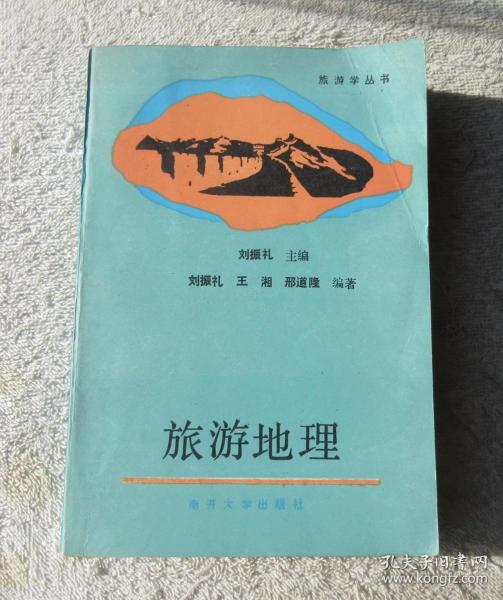 旅游学丛书
刘振礼 主编
刘振礼 王湘 邢道隆 编著
旅游地理
南开大学出版社
孔夫子旧书网
www.kongfz.com